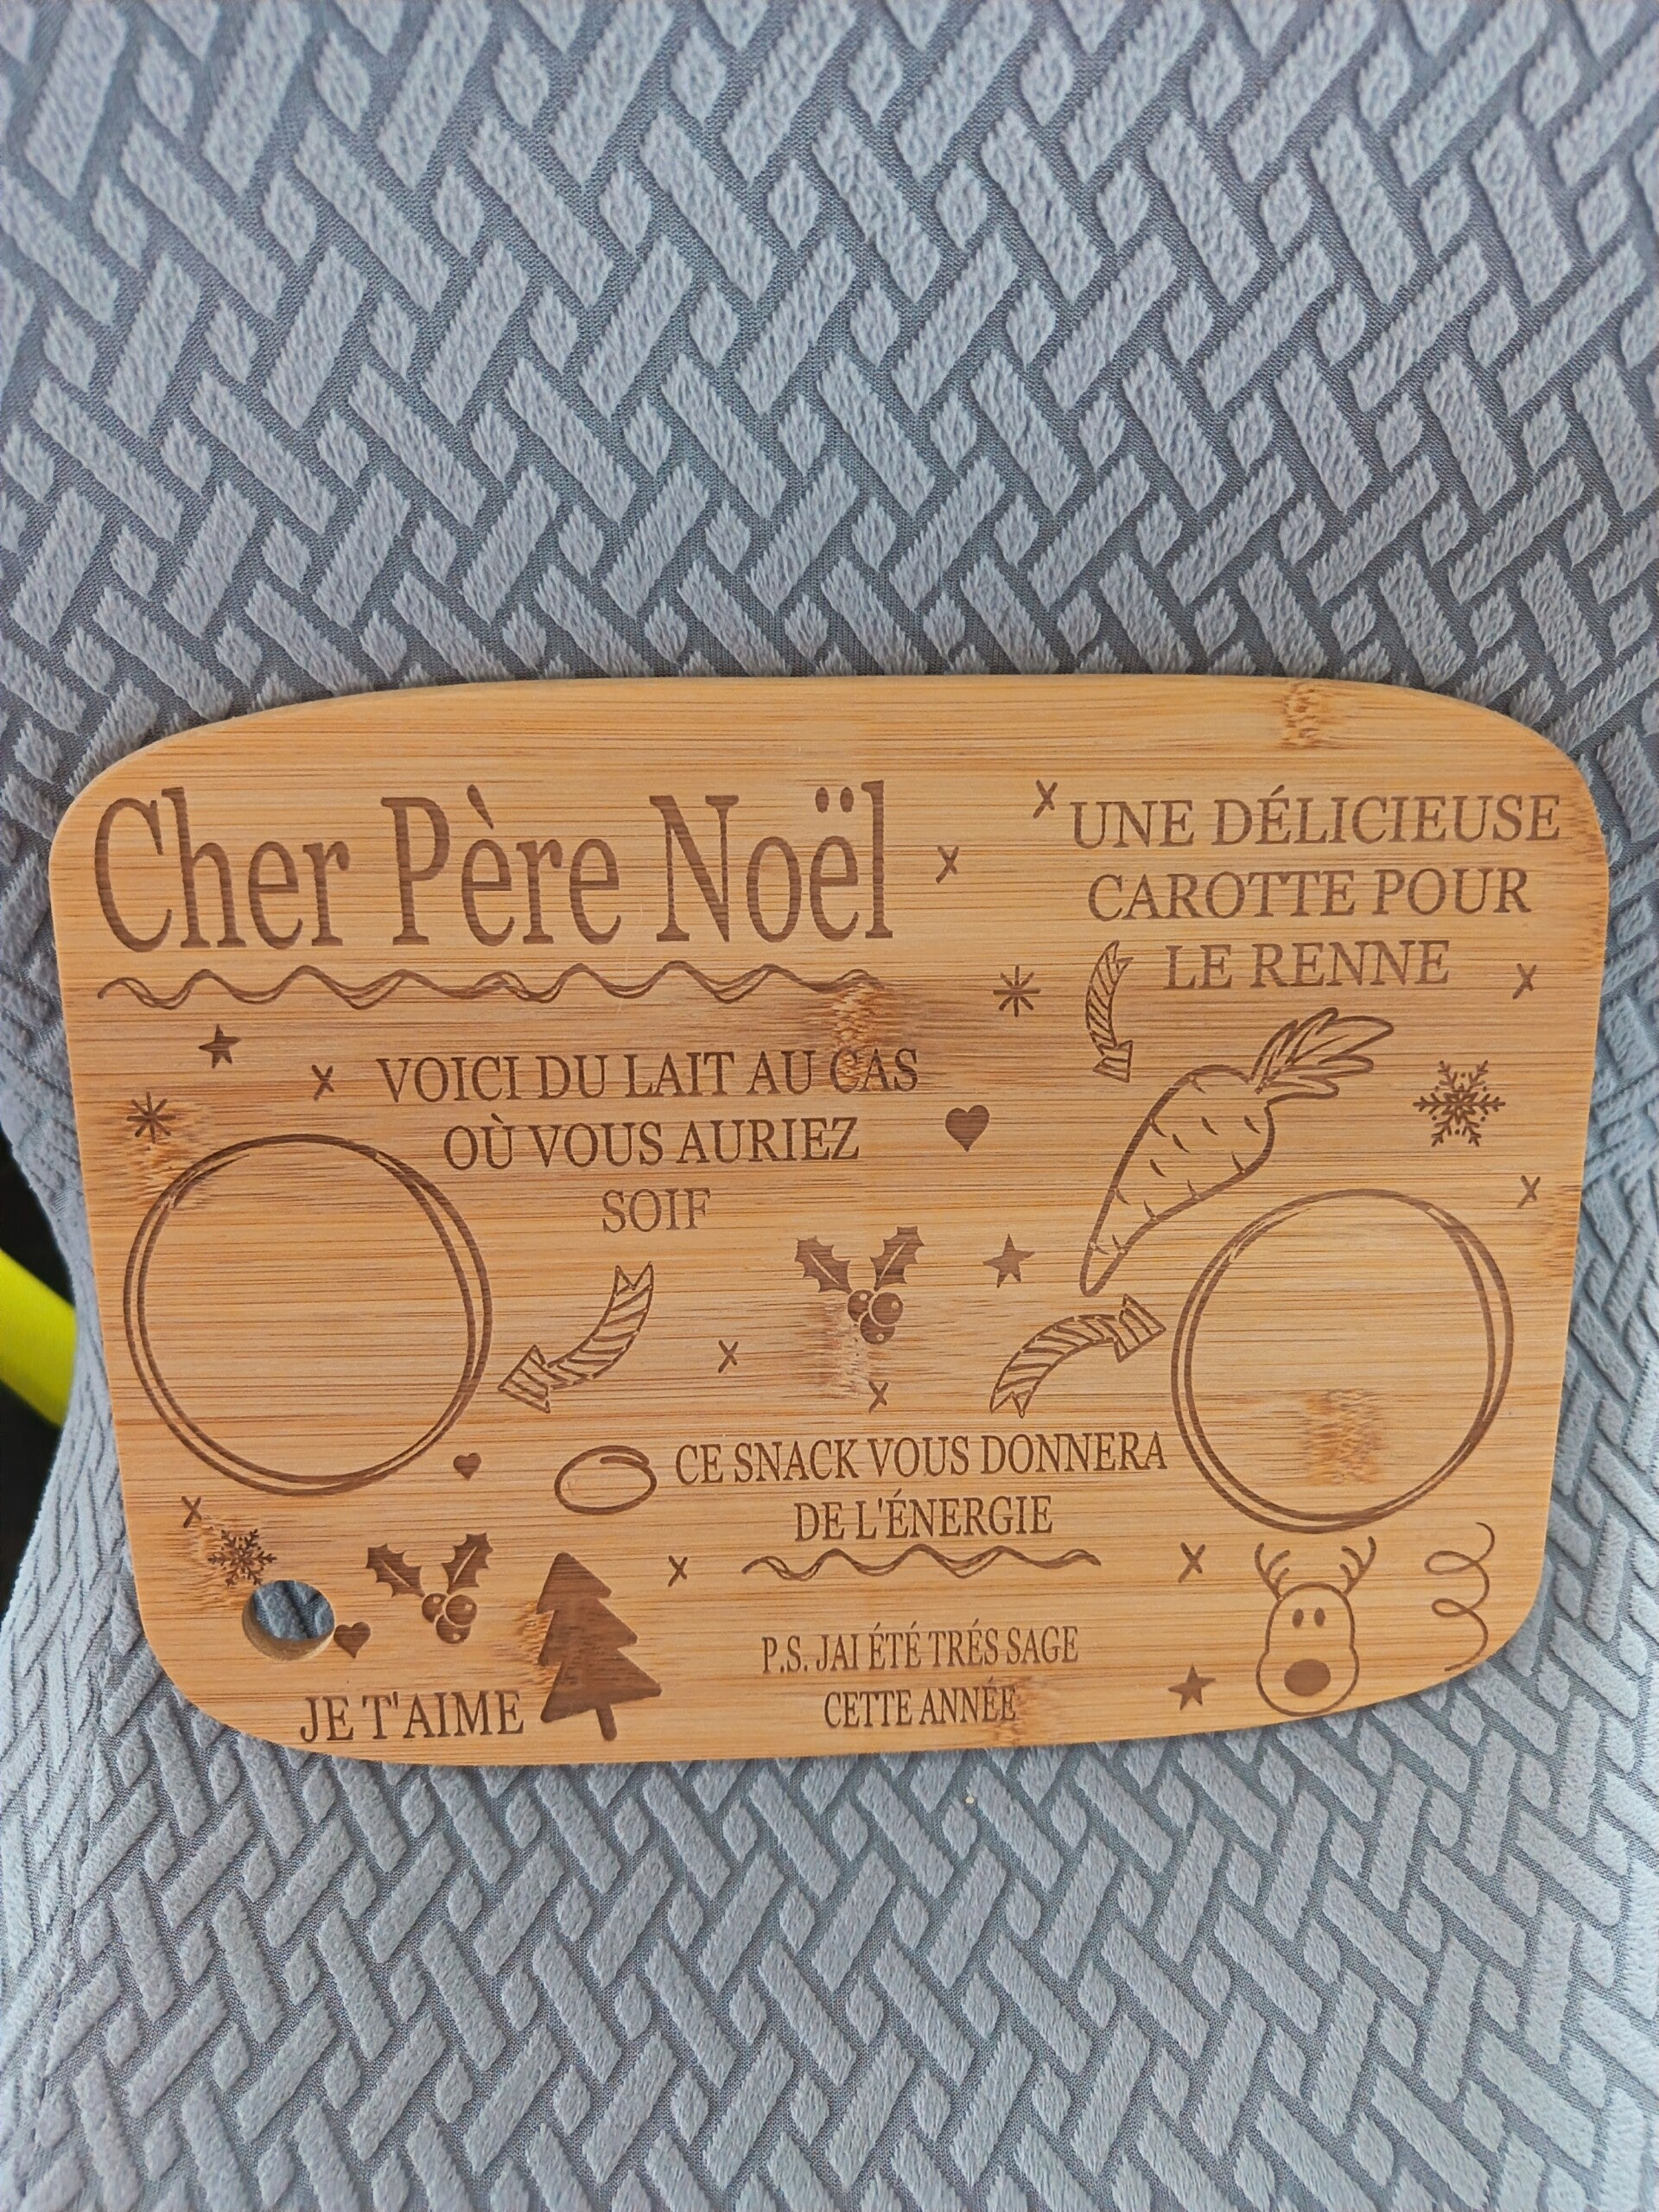 Cher Père Noël
UNE DÉLICIEUSE
CAROTTE POUR
LE RENNE
VOICI DU LAIT AU CAS
OÙ VOUS AURIEZ
SOIF
CE SNACK VOUS DONNERA
DE L'ÉNERGIE
P.S. JAI ÉTÉ TRÉS SAGE
CETTE ANNÉE
JE T'AIME